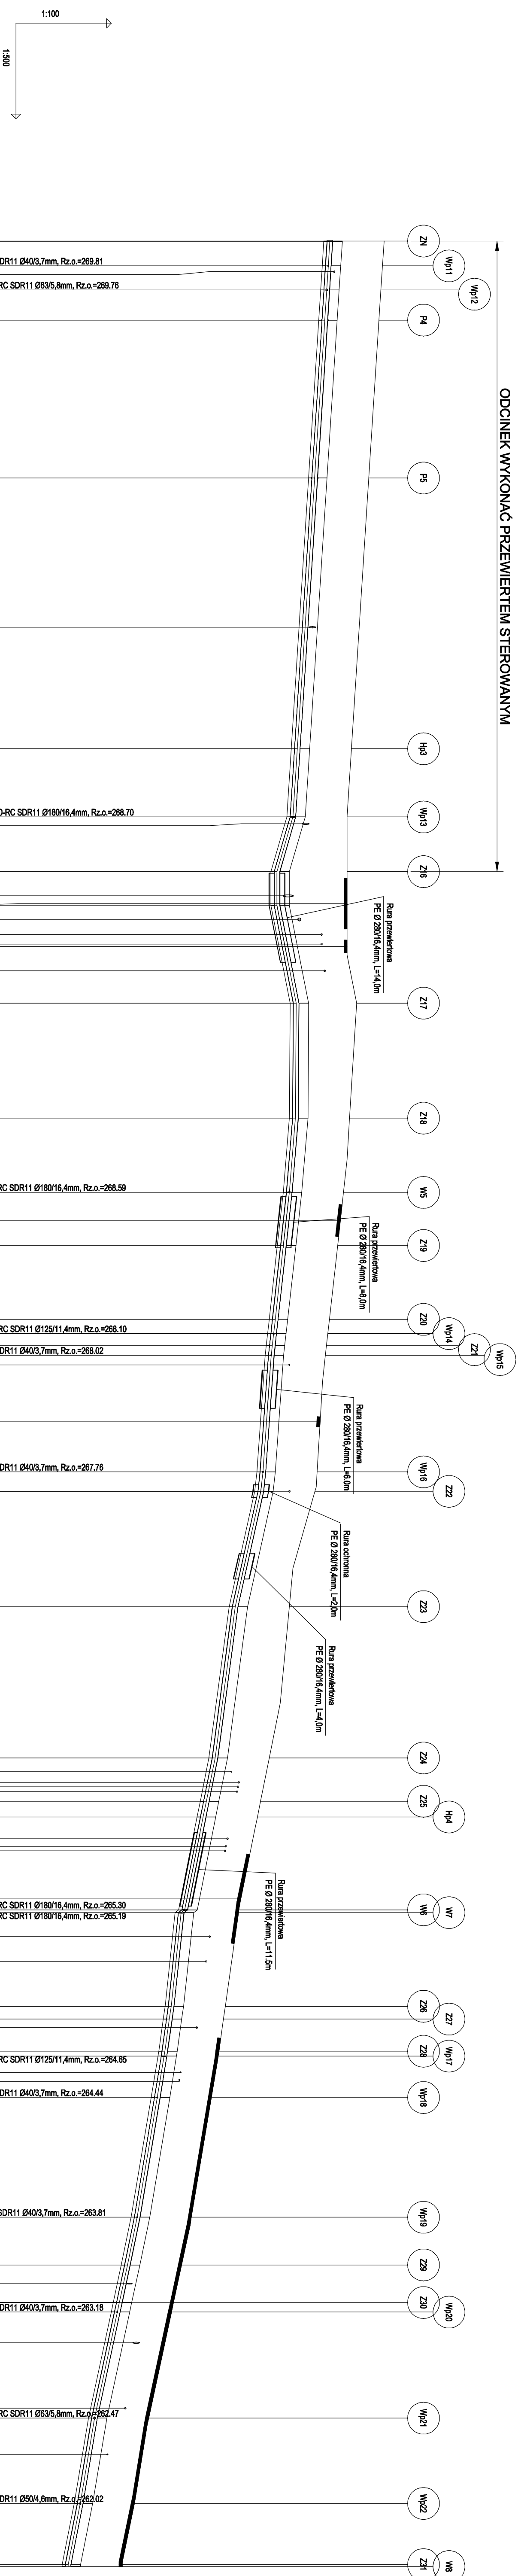 1:100
1:500
ODCINEK WYKONAĆ PRZEWIERTEM STEROWANYM
ZN
Wp11
Wp12
P4
P5
Hp3
Wp13
Z16
Z17
Z18
W5
Z19
Z20
Wp14
Z21
Wp15
Wp16
Z22
Z23
Z24
Z25
Hp4
W6
W7
Z26
Z27
Z28
Wp17
Wp18
Wp19
Z29
Z30
Wp20
Wp21
Wp22
Z31
W8
Rura przewiertowa
PE Ø 280/16,4mm, L=14,0m
Rura przewiertowa
PE Ø 280/16,4mm, L=8,0m
Rura przewiertowa
PE Ø 280/16,4mm, L=6.0m
Rura ochronna
PE Ø 280/16,4mm, L=2,0m
Rura przewiertowa
PE Ø 280/16,4mm, L=4,0m
Rura przewiertowa
PE Ø 280/16,4mm, L=11.5m
SDR11 Ø40/3,7mm, Rz.o.=269.81
RC SDR11 Ø63/5,8mm, Rz.o.=269.76
0-RC SDR11 Ø180/16,4mm, Rz.o.=268.70
RC SDR11 Ø180/16,4mm, Rz.o.=268.59
RC SDR11 Ø125/11,4mm, Rz.o.=268.10
SDR11 Ø40/3,7mm, Rz.o.=268.02
SDR11 Ø40/3,7mm, Rz.o.=267.76
RC SDR11 Ø180/16,4mm, Rz.o.=265.30
RC SDR11 Ø180/16,4mm, Rz.o.=265.19
RC SDR11 Ø125/11,4mm, Rz.o.=264.65
SDR11 Ø40/3,7mm, Rz.o.=264.44
SDR11 Ø40/3,7mm, Rz.o.=263.81
SDR11 Ø40/3,7mm, Rz.o.=263.18
RC SDR11 Ø63/5,8mm, Rz.o.=262.47
SDR11 Ø50/4,6mm, Rz.o.=262.02